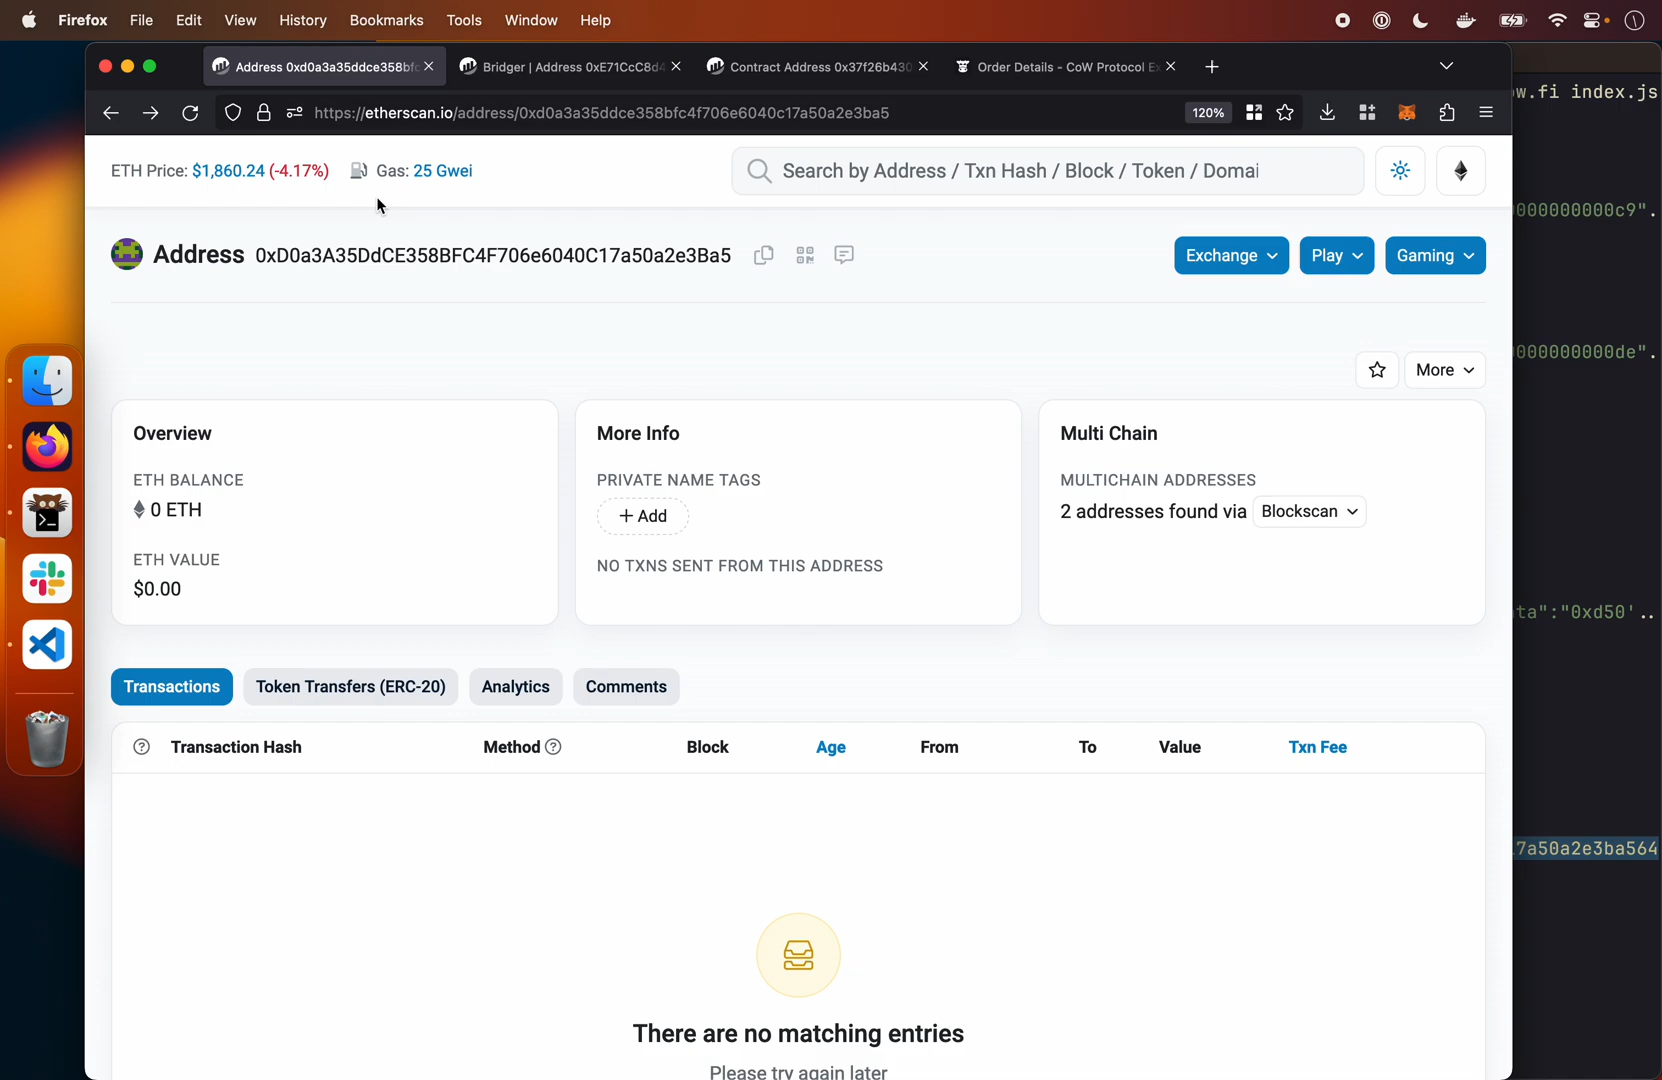 Firefox File Edit View History Bookmarks Tools Window Help
Address 0xd0a3a35ddce358bfc
Bridger | Address 0xE71CcC8d4
Contract Address 0x37f26b430
Order Details - CoW Protocol Ex
https://etherscan.io/address/0xd0a3a35ddce358bfc4f706e6040c17a50a2e3ba5
120%
ETH Price: $1,860.24 (-4.17%) Gas: 25 Gwei
Search by Address / Txn Hash / Block / Token / Domai
Address 0xD0a3A35DdCE358BFC4F706e6040C17a50a2e3Ba5
Exchange Play Gaming
More
Overview
ETH BALANCE
0 ETH
ETH VALUE
$0.00
More Info
PRIVATE NAME TAGS
+ Add
NO TXNS SENT FROM THIS ADDRESS
Multi Chain
MULTICHAIN ADDRESSES
2 addresses found via Blockscan
Transactions Token Transfers (ERC-20) Analytics Comments
Transaction Hash Method Block Age From To Value Txn Fee
There are no matching entries
Please try again later
w.fi index.js
000000000c9".
000000000de".
ta":"0xd50'..
7a50a2e3ba564